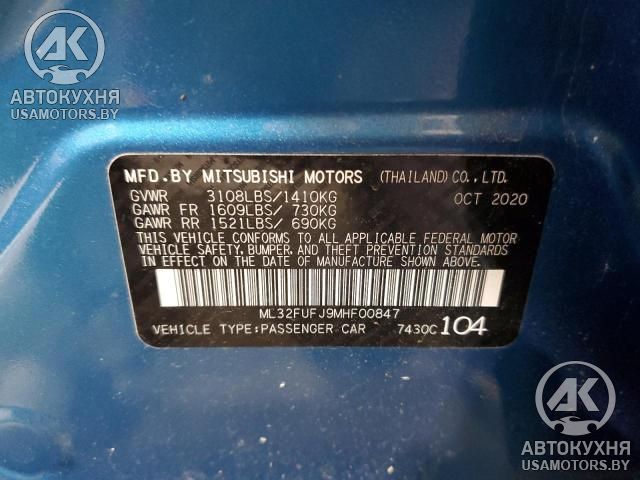 АК
АВТОКУХНЯ
USAMOTORS.BY
MFD.BY MITSUBISHI MOTORS (THAILAND)CO.,LTD.
GVWR 3108LBS/1410KG OCT 2020
GAWR FR 1609LBS/ 730KG
GAWR RR 1521LBS/ 690KG
THIS VEHICLE CONFORMS TO ALL APPLICABLE FEDERAL MOTOR
VEHICLE SAFETY,BUMPER,AND THEFT PREVENTION STANDARDS
IN EFFECT ON THE DATE OF MANUFACTURE SHOWN ABOVE.
ML32FUFJ9MHF00847
VEHICLE TYPE:PASSENGER CAR 7430C 104
АК
АВТОКУХНЯ
USAMOTORS.BY